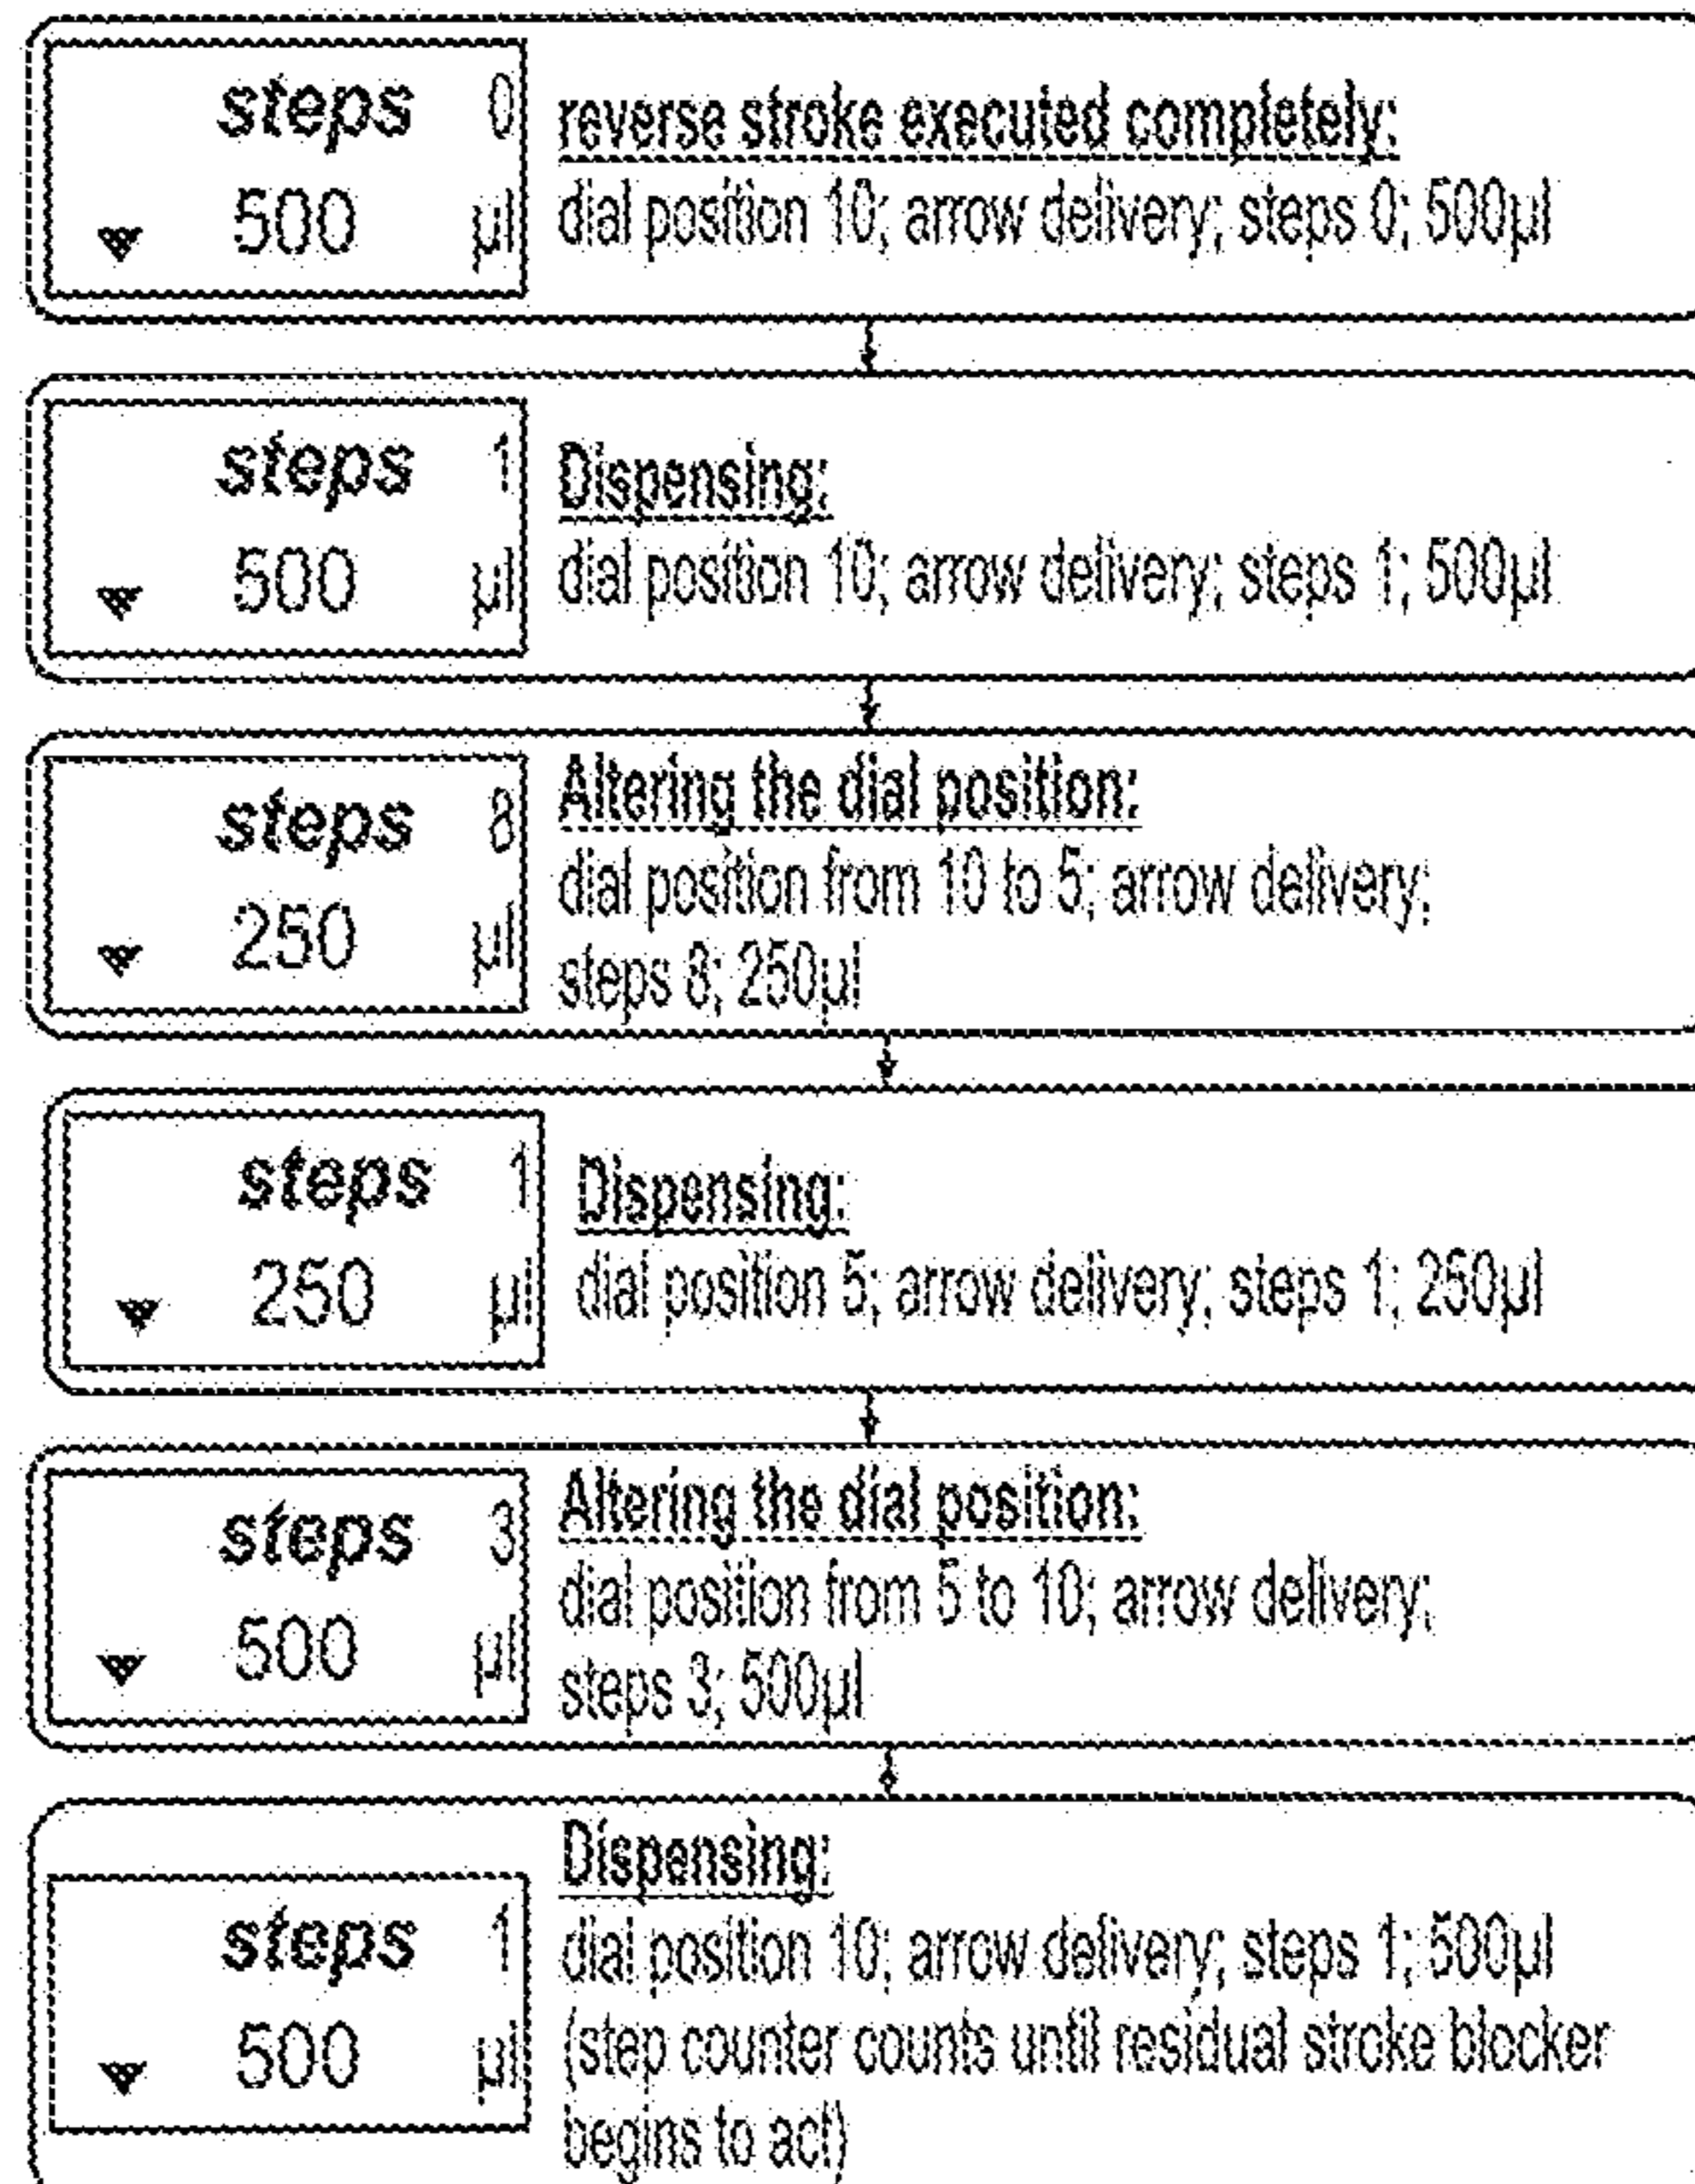 steps 0
500 µl
reverse stroke executed completely:
dial position 10; arrow delivery; steps 0; 500µl
steps 1
500 µl
Dispensing:
dial position 10; arrow delivery; steps 1; 500µl
steps 8
250 µl
Altering the dial position:
dial position from 10 to 5; arrow delivery;
steps 8; 250µl
steps 1
250 µl
Dispensing:
dial position 5; arrow delivery; steps 1; 250µl
steps 3
500 µl
Altering the dial position:
dial position from 5 to 10; arrow delivery;
steps 3; 500µl
steps 1
500 µl
Dispensing:
dial position 10; arrow delivery; steps 1; 500µl
(step counter counts until residual stroke blocker
begins to act)